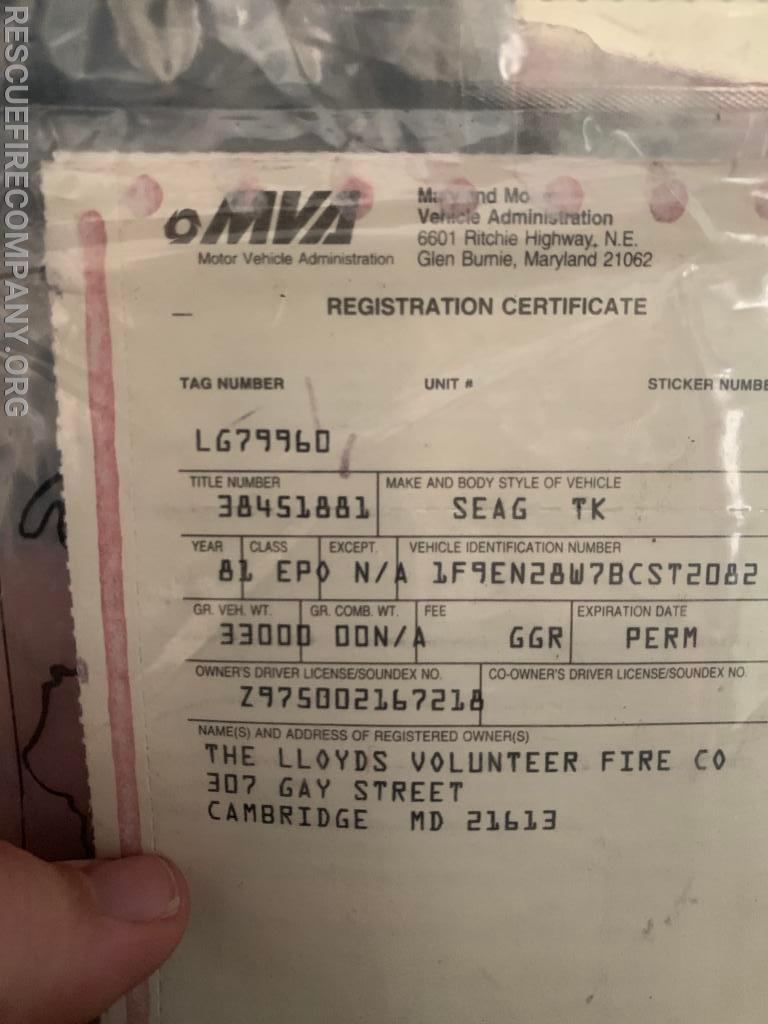 RESCUEFIRECOMPANY.ORG
MVA
Motor Vehicle Administration
Vehicle Administration
6601 Ritchie Highway, N.E.
Glen Burnie, Maryland 21062
REGISTRATION CERTIFICATE
TAG NUMBER UNIT # STICKER
LG79960
TITLE NUMBER MAKE AND BODY STYLE OF VEHICLE
38451881 SEAG TK
YEAR CLASS EXCEPT. VEHICLE IDENTIFICATION NUMBER
81 EPO N/A 1F9EN28W7BCST2082
GR. VEH. WT. GR. COMB. WT. FEE EXPIRATION DATE
33000 00N/A GGR PERM
OWNER'S DRIVER LICENSE/SOUNDEX NO. CO-OWNER'S DRIVER LICENSE/SOUNDEX NO.
Z975002167218
NAME(S) AND ADDRESS OF REGISTERED OWNER(S)
THE LLOYDS VOLUNTEER FIRE CO
307 GAY STREET
CAMBRIDGE MD 21613